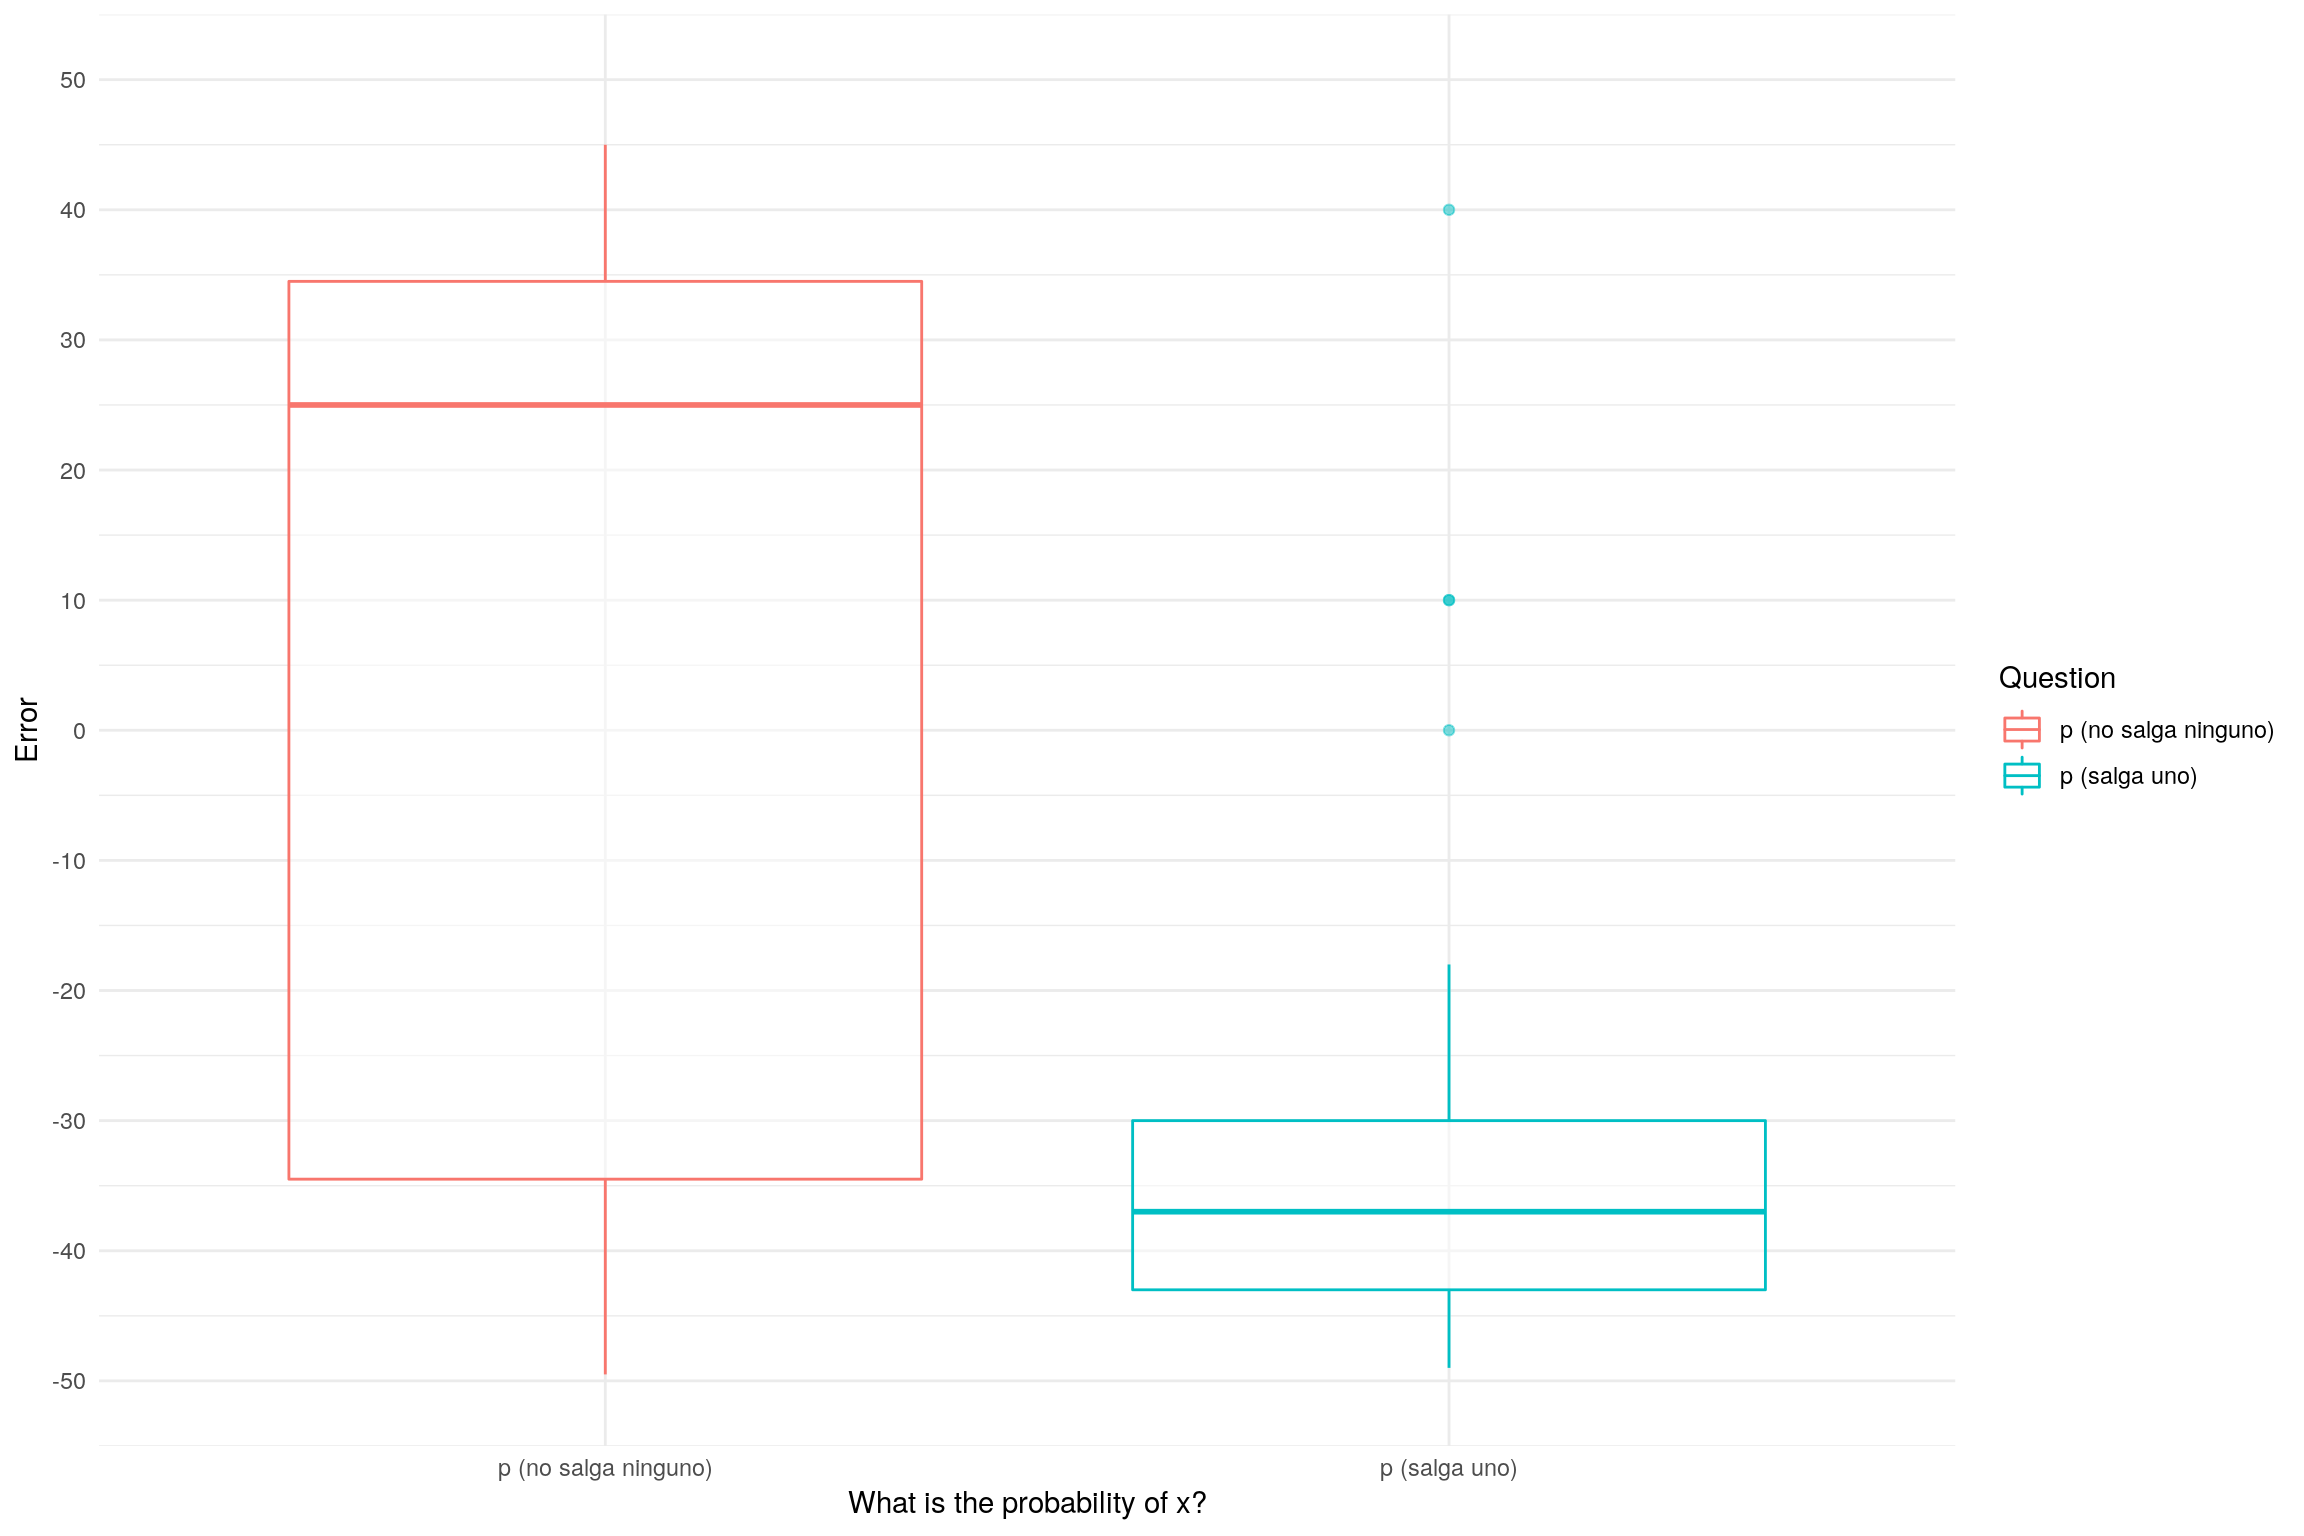 50
40
30
20
10
0
-10
-20
-30
-40
-50
Error
p (no salga ninguno)
p (salga uno)
What is the probability of x?
Question
p (no salga ninguno)
p (salga uno)